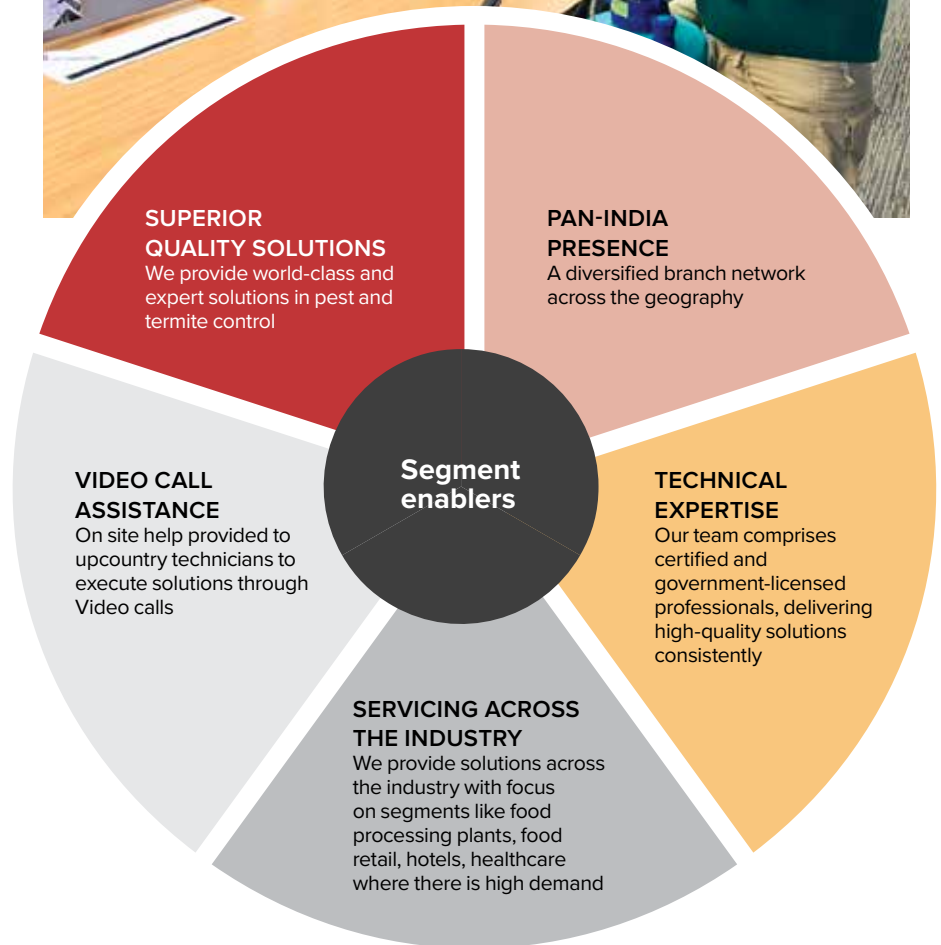 SUPERIOR
QUALITY SOLUTIONS
We provide world-class and
expert solutions in pest and
termite control
PAN-INDIA
PRESENCE
A diversified branch network
across the geography
Segment
enablers
VIDEO CALL
ASSISTANCE
On site help provided to
upcountry technicians to
execute solutions through
Video calls
TECHNICAL
EXPERTISE
Our team comprises
certified and
government-licensed
professionals, delivering
high-quality solutions
consistently
SERVICING ACROSS
THE INDUSTRY
We provide solutions across
the industry with focus
on segments like food
processing plants, food
retail, hotels, healthcare
where there is high demand